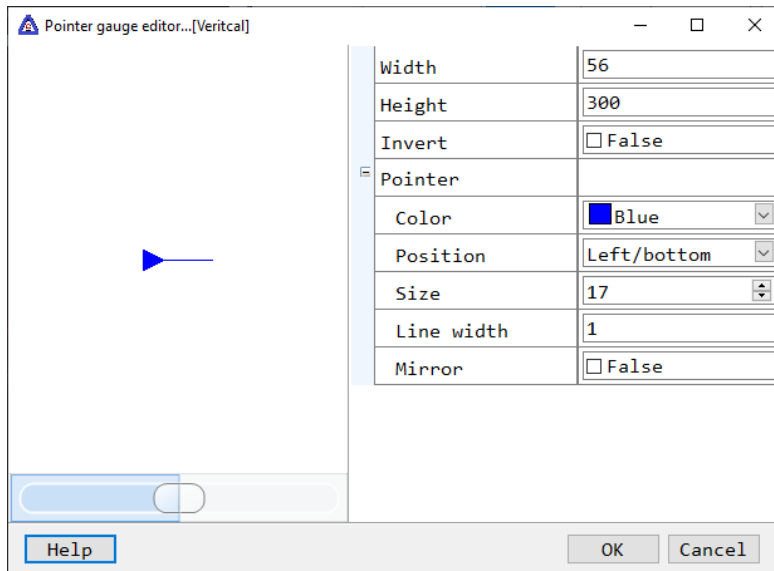 Pointer gauge editor...[Veritcal]
Width 56
Height 300
Invert False
Pointer
Color Blue
Position Left/bottom
Size 17
Line width 1
Mirror False
Help OK Cancel